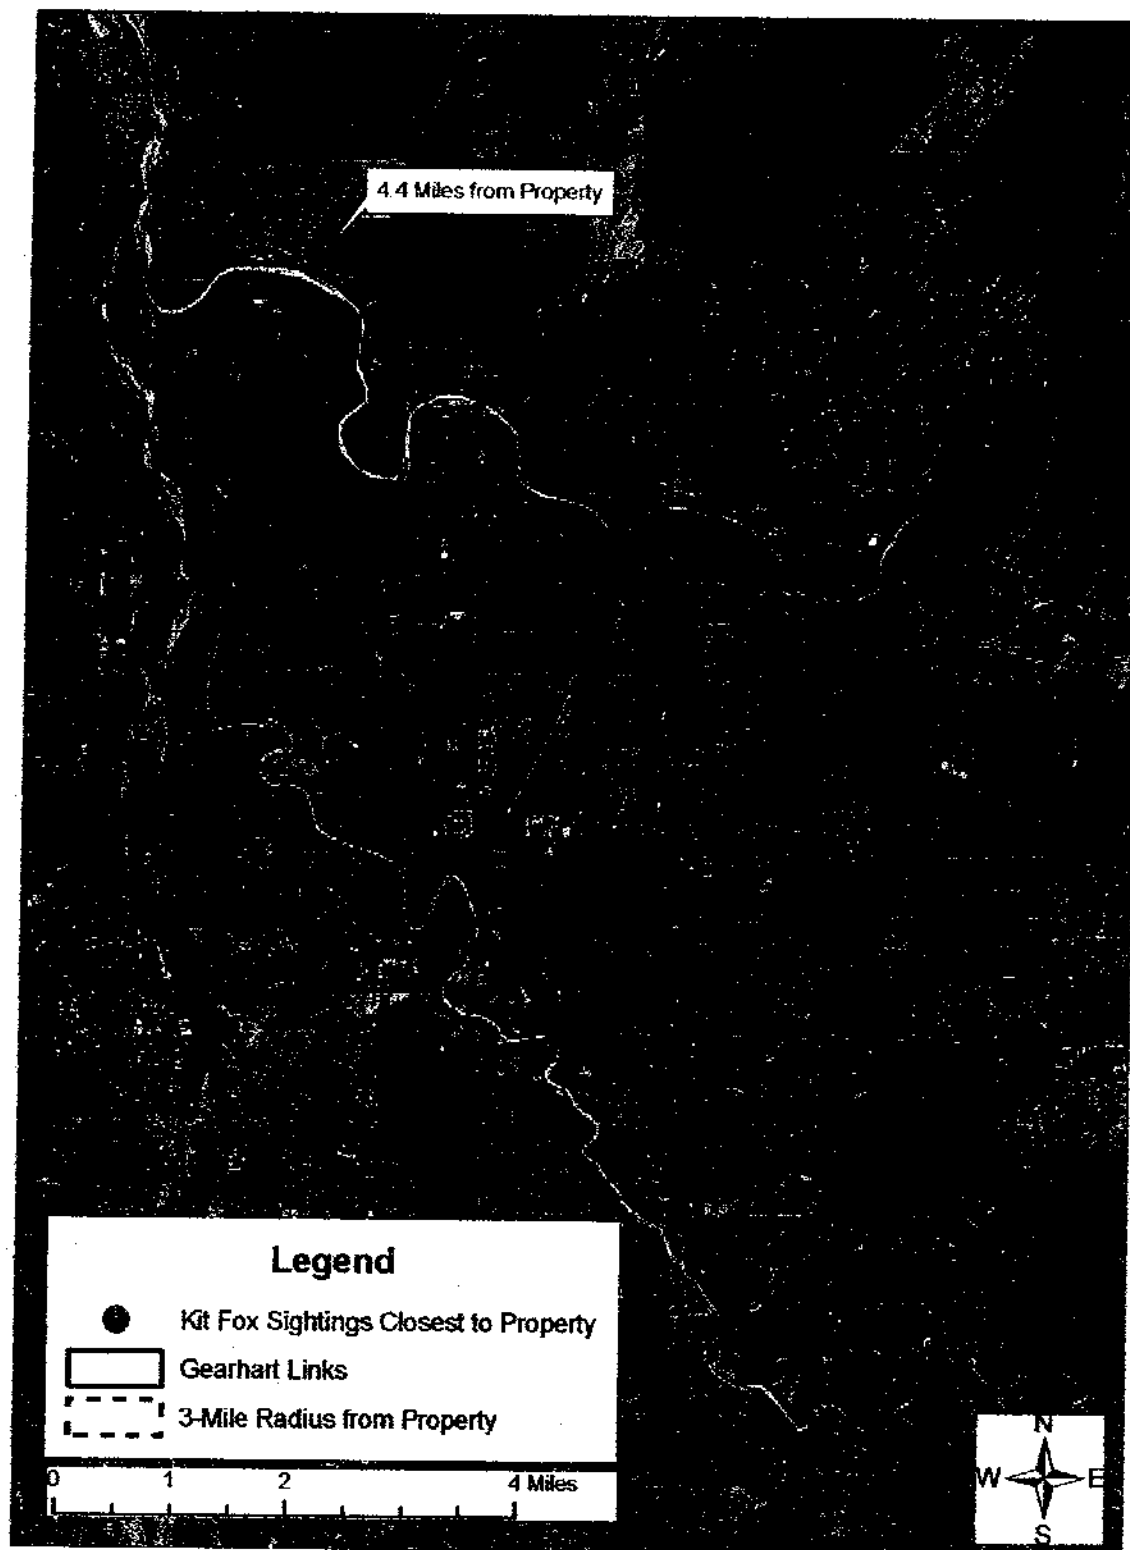 4.4 Miles from Property
Legend
Kit Fox Sightings Closest to Property
Gearhart Links
3-Mile Radius from Property
0 1 2 4 Miles
N
W E
S